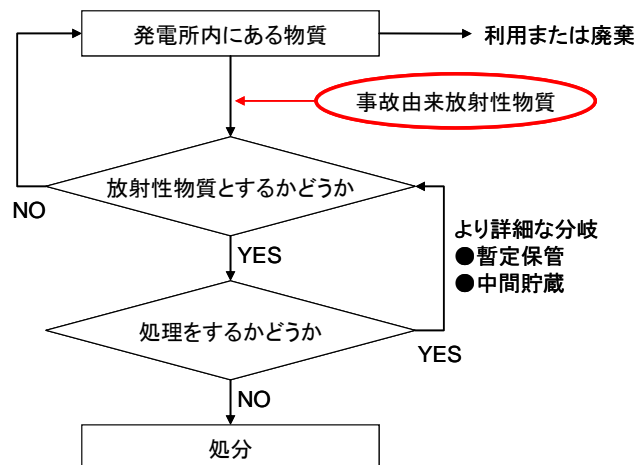 発電所内にある物質
利用または廃棄
事故由来放射性物質
放射性物質とするかどうか
NO
YES
より詳細な分岐
●暫定保管
●中間貯蔵
処理をするかどうか
YES
NO
処分